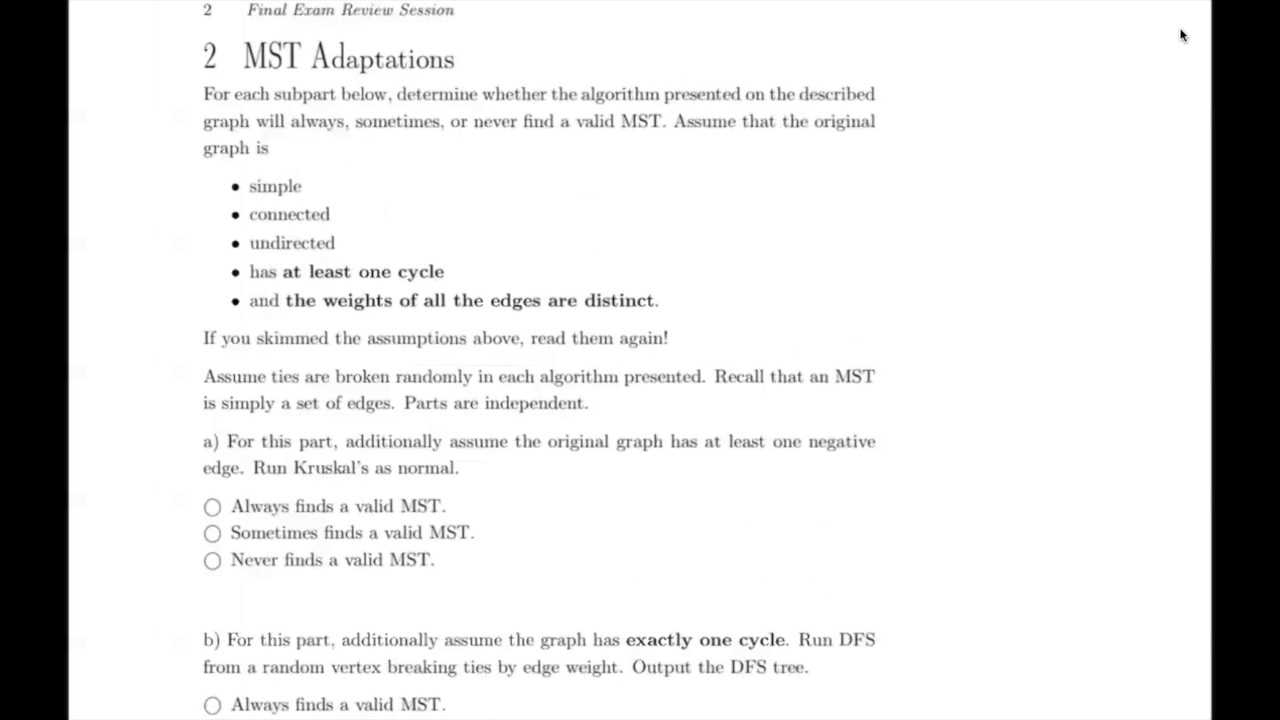 2 Final Exam Review Session
2 MST Adaptations
For each subpart below, determine whether the algorithm presented on the described
graph will always, sometimes, or never find a valid MST. Assume that the original
graph is
• simple
• connected
• undirected
• has at least one cycle
• and the weights of all the edges are distinct.
If you skimmed the assumptions above, read them again!
Assume ties are broken randomly in each algorithm presented. Recall that an MST
is simply a set of edges. Parts are independent.
a) For this part, additionally assume the original graph has at least one negative
edge. Run Kruskal's as normal.
○ Always finds a valid MST.
○ Sometimes finds a valid MST.
○ Never finds a valid MST.
b) For this part, additionally assume the graph has exactly one cycle. Run DFS
from a random vertex breaking ties by edge weight. Output the DFS tree.
○ Always finds a valid MST.